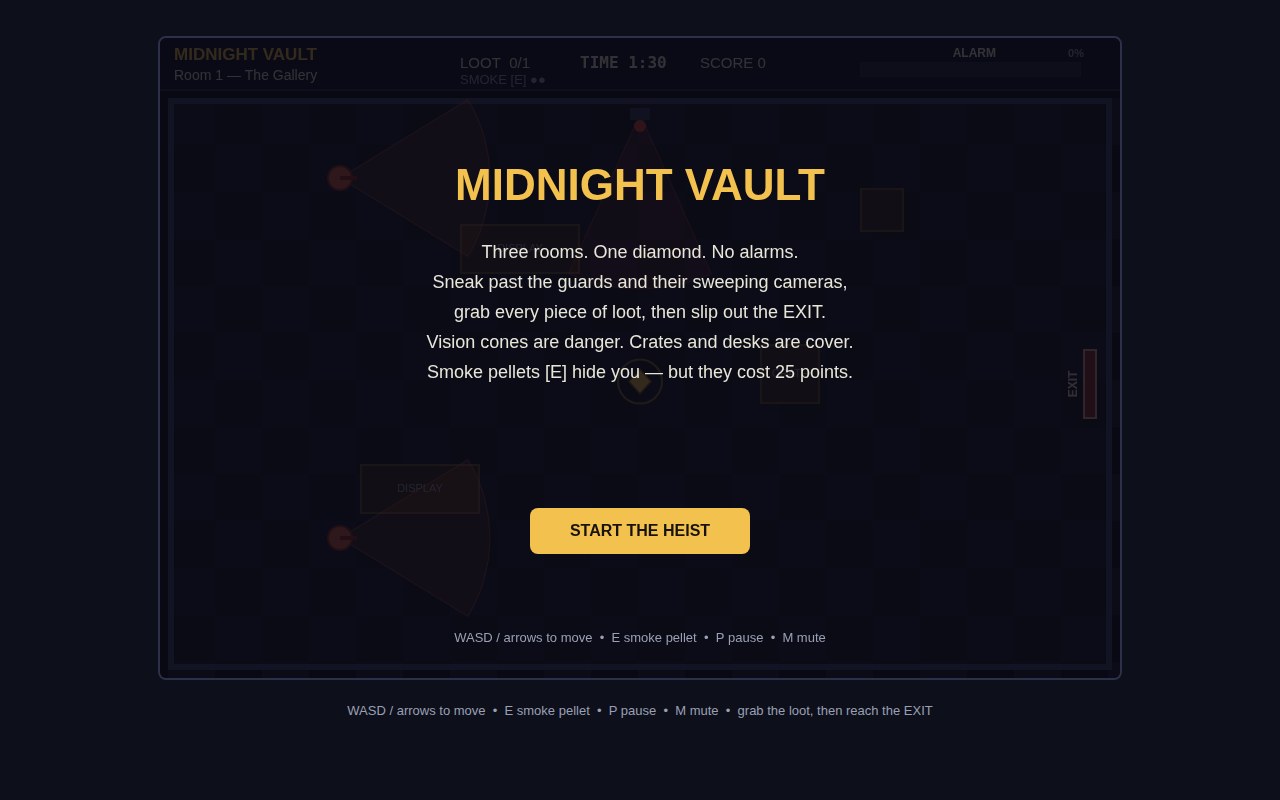 MIDNIGHT VAULT
Room 1 — The Gallery
LOOT 0/1
SMOKE [E] ●●
TIME 1:30
SCORE 0
ALARM
0%
MIDNIGHT VAULT
Three rooms. One diamond. No alarms.
Sneak past the guards and their sweeping cameras,
grab every piece of loot, then slip out the EXIT.
Vision cones are danger. Crates and desks are cover.
Smoke pellets [E] hide you — but they cost 25 points.
EXIT
DISPLAY
START THE HEIST
WASD / arrows to move • E smoke pellet • P pause • M mute
WASD / arrows to move • E smoke pellet • P pause • M mute • grab the loot, then reach the EXIT